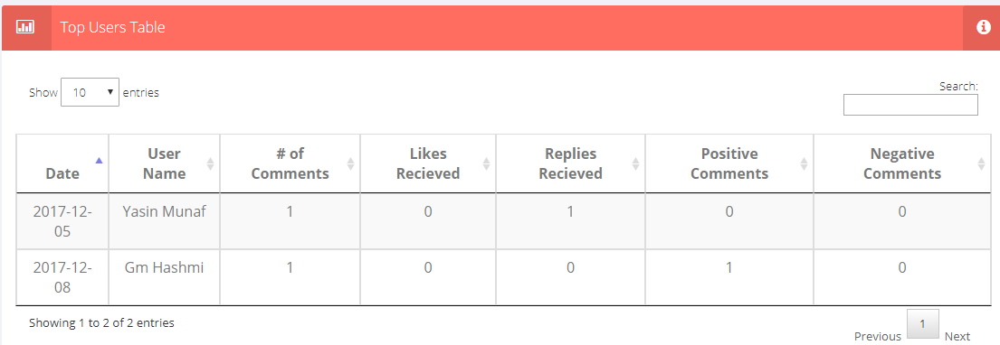 Top Users Table
Show 10 entries
Search:
Date User Name # of Comments Likes Recieved Replies Recieved Positive Comments Negative Comments
2017-12-05 Yasin Munaf 1 0 1 0 0
2017-12-08 Gm Hashmi 1 0 0 1 0
Showing 1 to 2 of 2 entries
Previous 1 Next